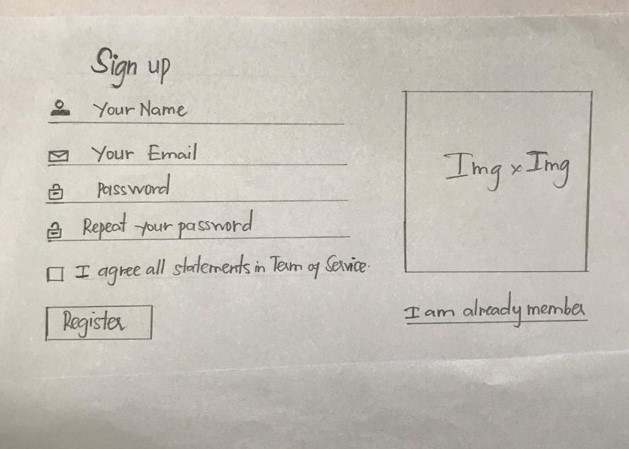 Sign up
Your Name
Your Email
Password
Repeat your password
I agree all statements in Term of Service.
Register
Img x Img
I am already member